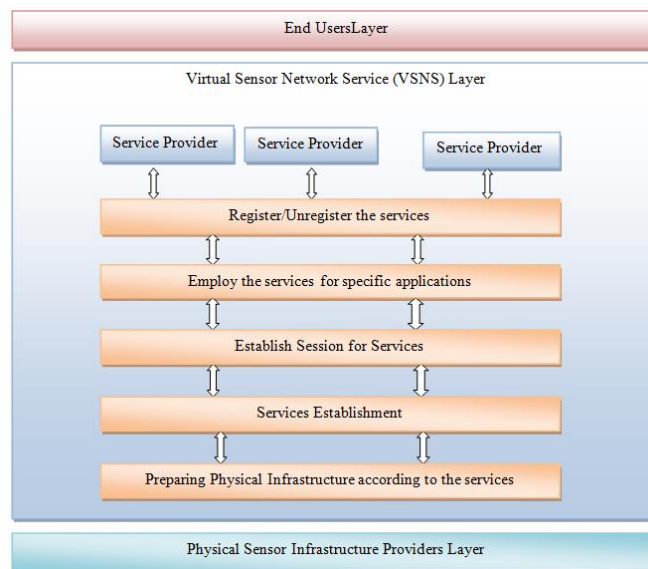 End UsersLayer
Virtual Sensor Network Service (VSNS) Layer
Service Provider
Service Provider
Service Provider
Register/Unregister the services
Employ the services for specific applications
Establish Session for Services
Services Establishment
Preparing Physical Infrastructure according to the services
Physical Sensor Infrastructure Providers Layer